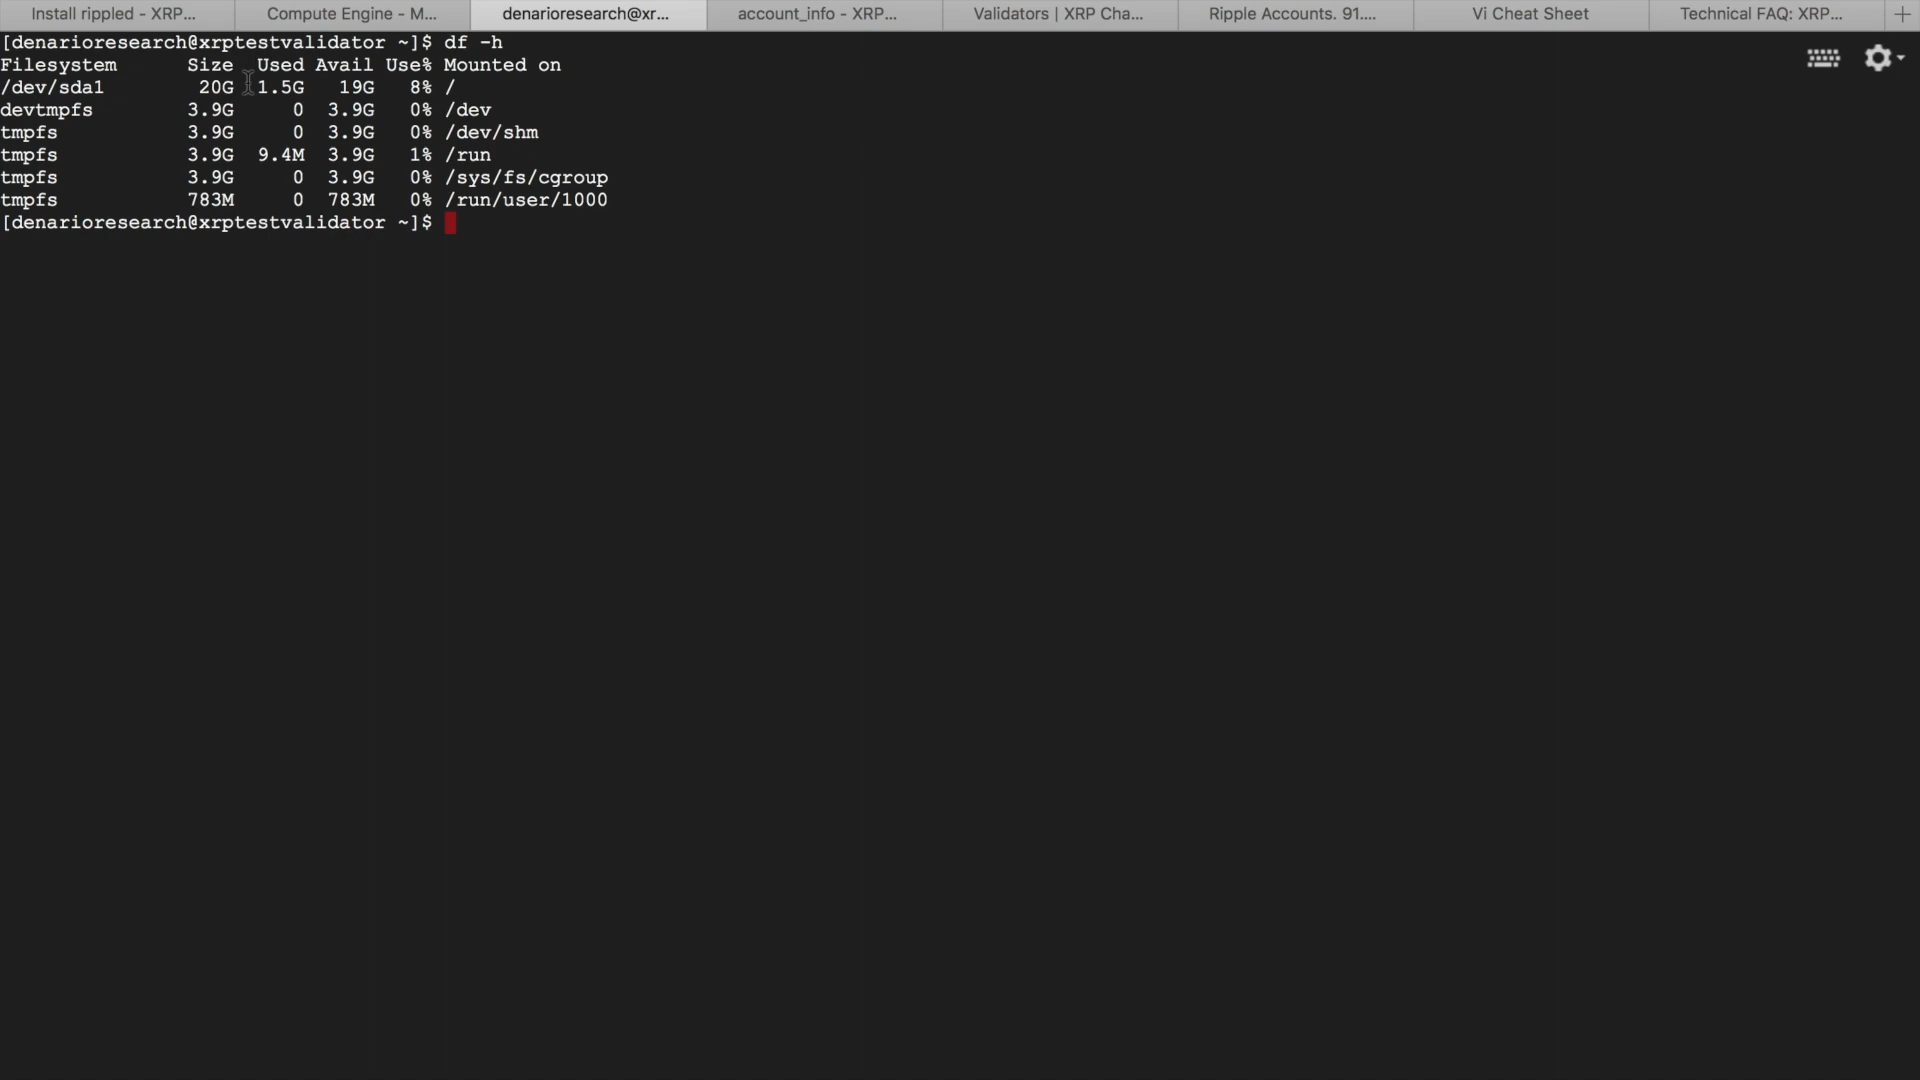 Install rippled - XRP...
Compute Engine - M...
denarioresearch@xr...
account_info - XRP...
Validators | XRP Cha...
Ripple Accounts. 91....
Vi Cheat Sheet
Technical FAQ: XRP...
[denarioresearch@xrptestvalidator ~]$ df -h
Filesystem      Size  Used Avail Use% Mounted on
/dev/sda1        20G  1.5G   19G   8% /
devtmpfs        3.9G     0  3.9G   0% /dev
tmpfs           3.9G     0  3.9G   0% /dev/shm
tmpfs           3.9G  9.4M  3.9G   1% /run
tmpfs           3.9G     0  3.9G   0% /sys/fs/cgroup
tmpfs           783M     0  783M   0% /run/user/1000
[denarioresearch@xrptestvalidator ~]$